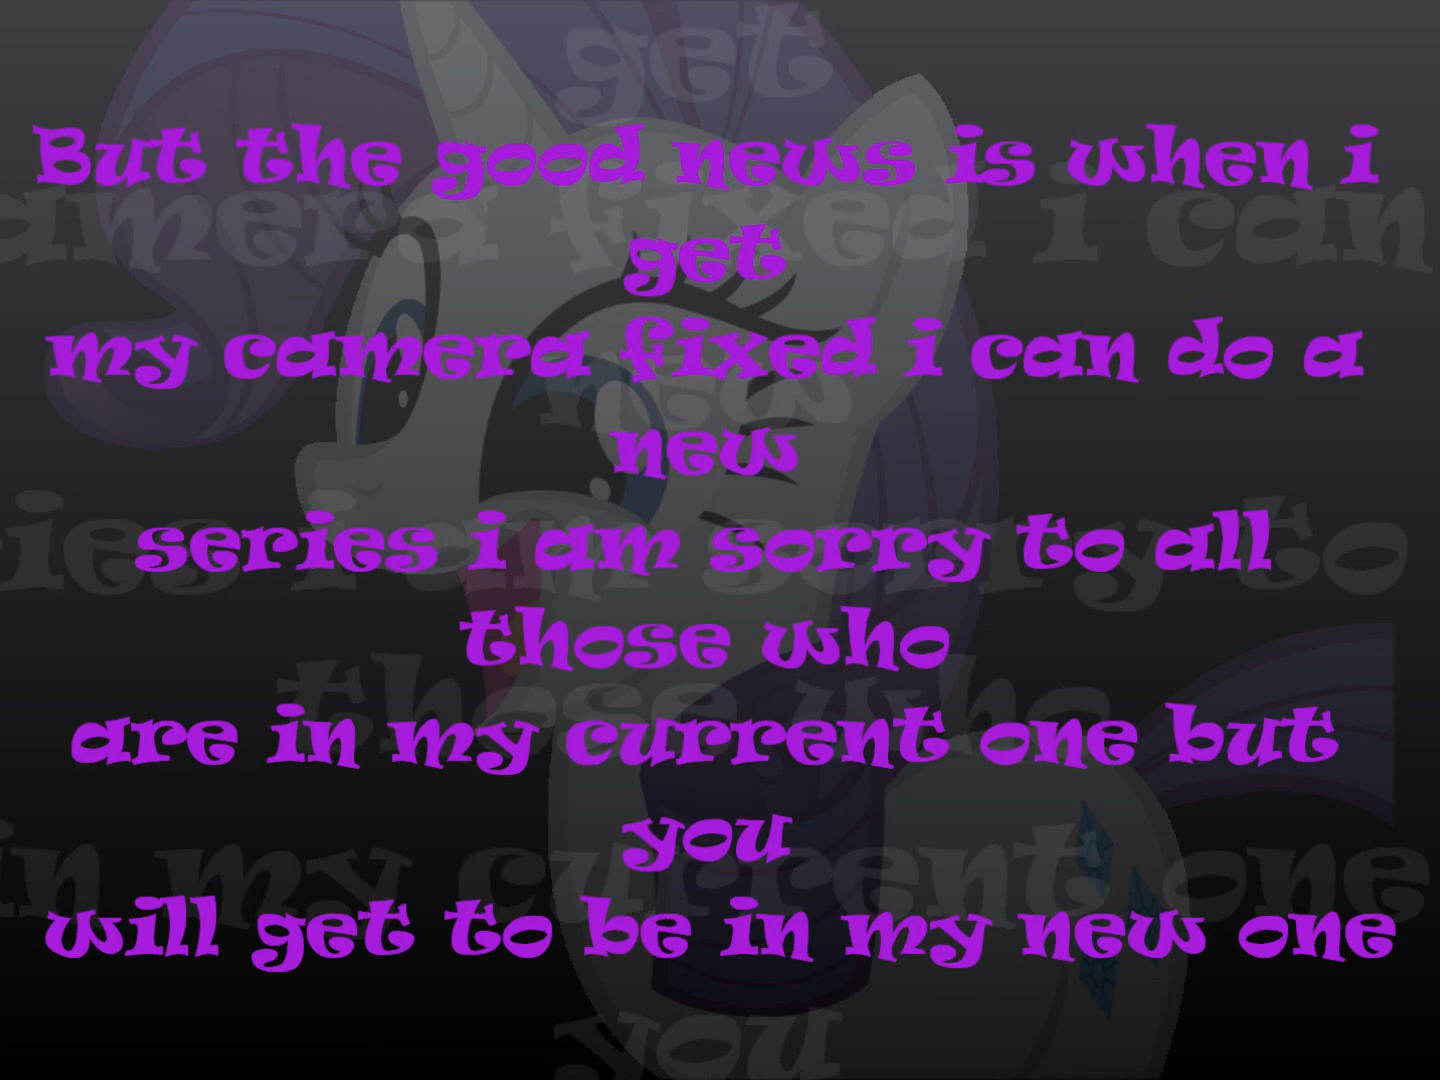 But the good news is when i
get
my camera fixed i can do a
new
series i am sorry to all
those who
are in my current one but
you
will get to be in my new one